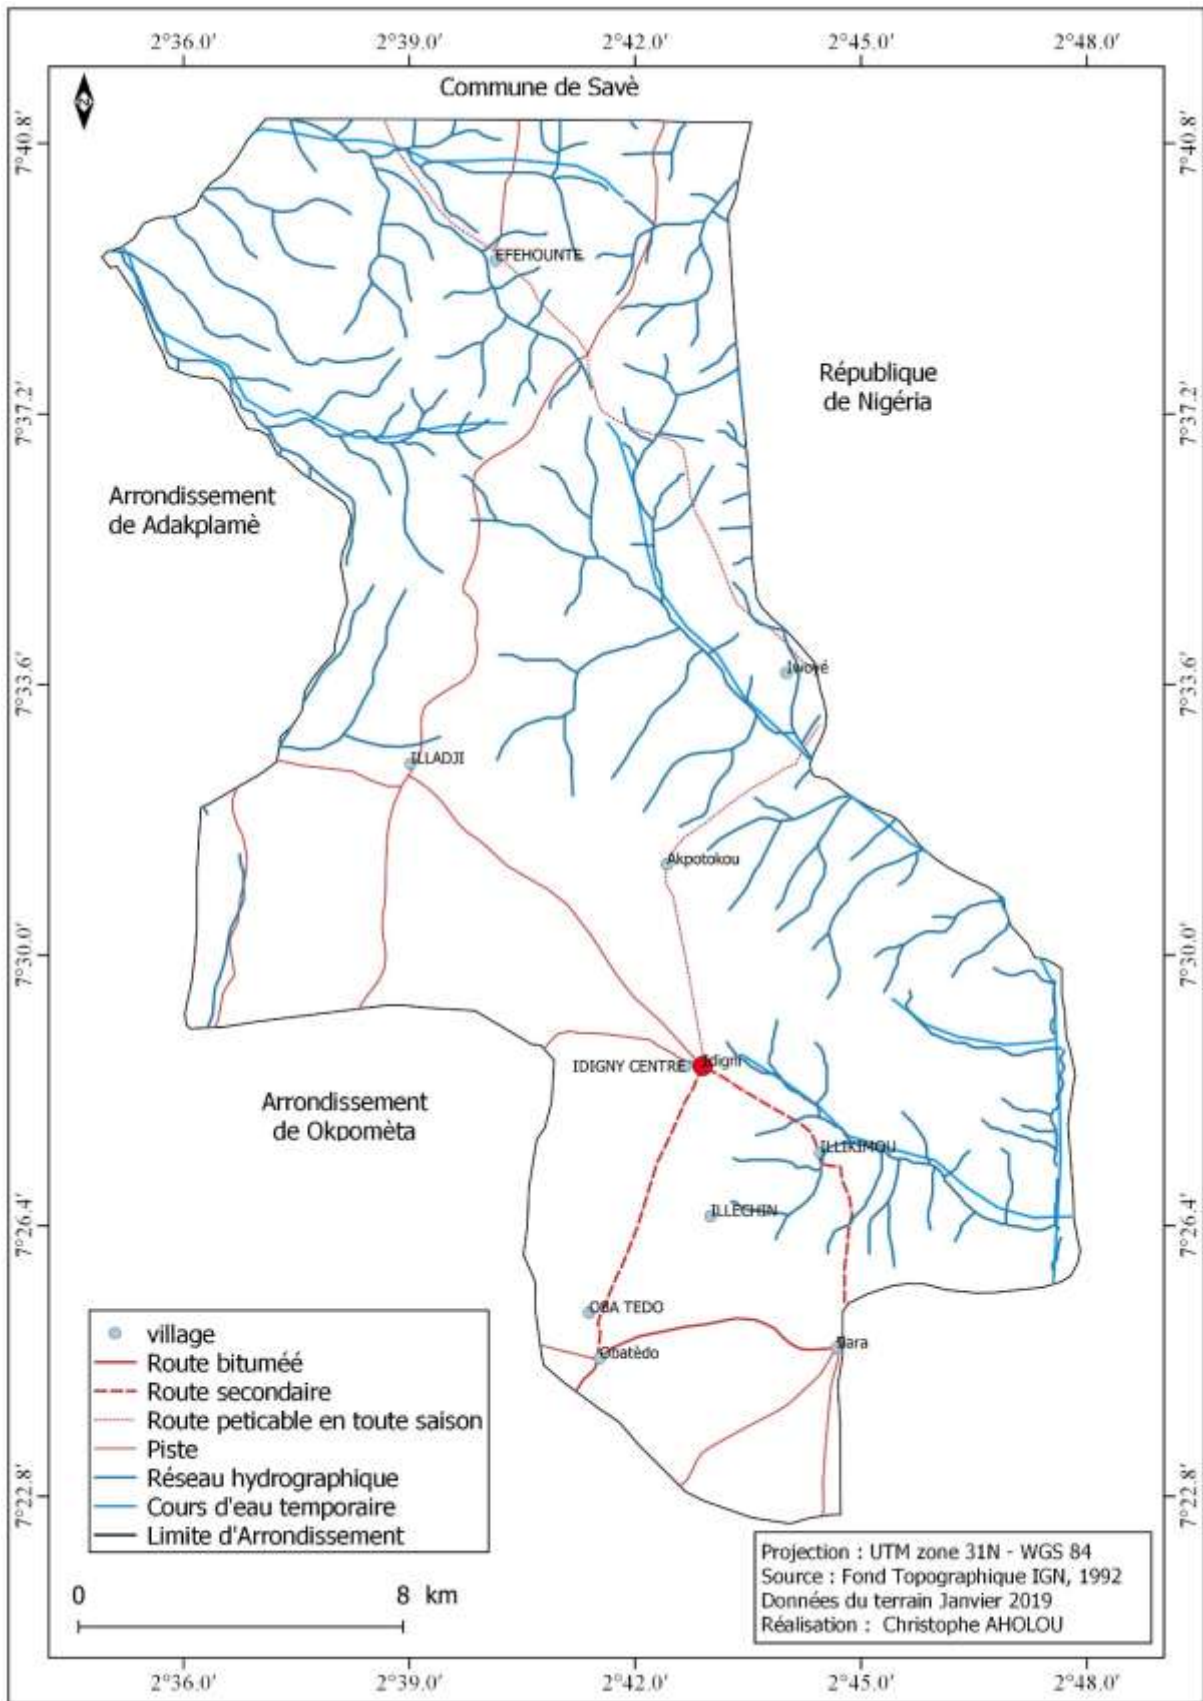 2°36.0'
2°39.0'
2°42.0'
2°45.0'
2°48.0'
Commune de Savè
7°40.8'
7°40.8'
EFEHOUNTE
République
de Nigéria
7°37.2'
7°37.2'
Arrondissement
de Adakplamè
Iwoyé
7°33.6'
7°33.6'
ILLADJI
Akpotokou
7°30.0'
7°30.0'
IDIGNY CENTRE
Idigni
Arrondissement
de Okpomèta
ILLIKIMOU
ILLECHIN
7°26.4'
7°26.4'
OBA TEDO
Obatèdo
Bara
7°22.8'
7°22.8'
village
Route bituméé
Route secondaire
Route peticable en toute saison
Piste
Réseau hydrographique
Cours d'eau temporaire
Limite d'Arrondissement
0
8 km
Projection : UTM zone 31N - WGS 84
Source : Fond Topographique IGN, 1992
Données du terrain Janvier 2019
Réalisation : Christophe AHOLOU
2°36.0'
2°39.0'
2°42.0'
2°45.0'
2°48.0'